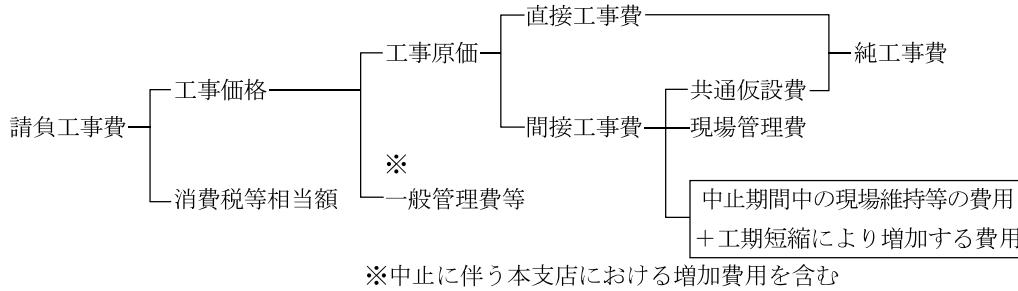 直接工事費
工事原価
純工事費
工事価格
共通仮設費
請負工事費
間接工事費
現場管理費
※
消費税等相当額
一般管理費等
中止期間中の現場維持等の費用
＋工期短縮により増加する費用
※中止に伴う本支店における増加費用を含む